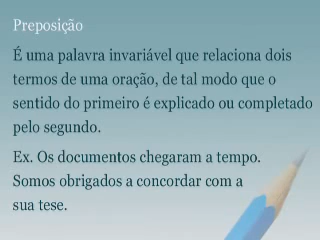 Preposição
É uma palavra invariável que relaciona dois
termos de uma oração, de tal modo que o
sentido do primeiro é explicado ou completado
pelo segundo.
Ex. Os documentos chegaram a tempo.
Somos obrigados a concordar com a
sua tese.